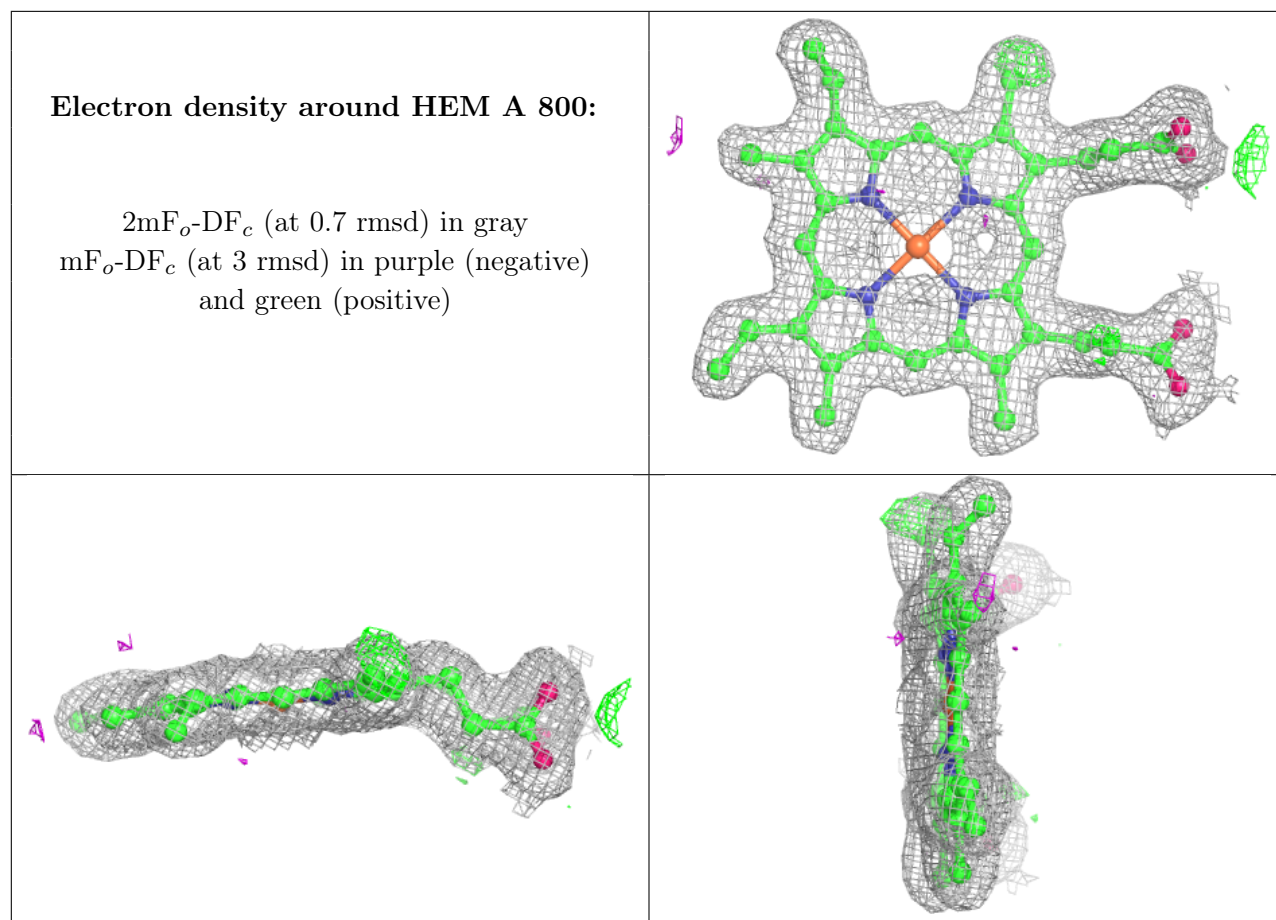 Electron density around HEM A 800:
2mFₒ-DF𝒸 (at 0.7 rmsd) in gray
mFₒ-DF𝒸 (at 3 rmsd) in purple (negative)
and green (positive)